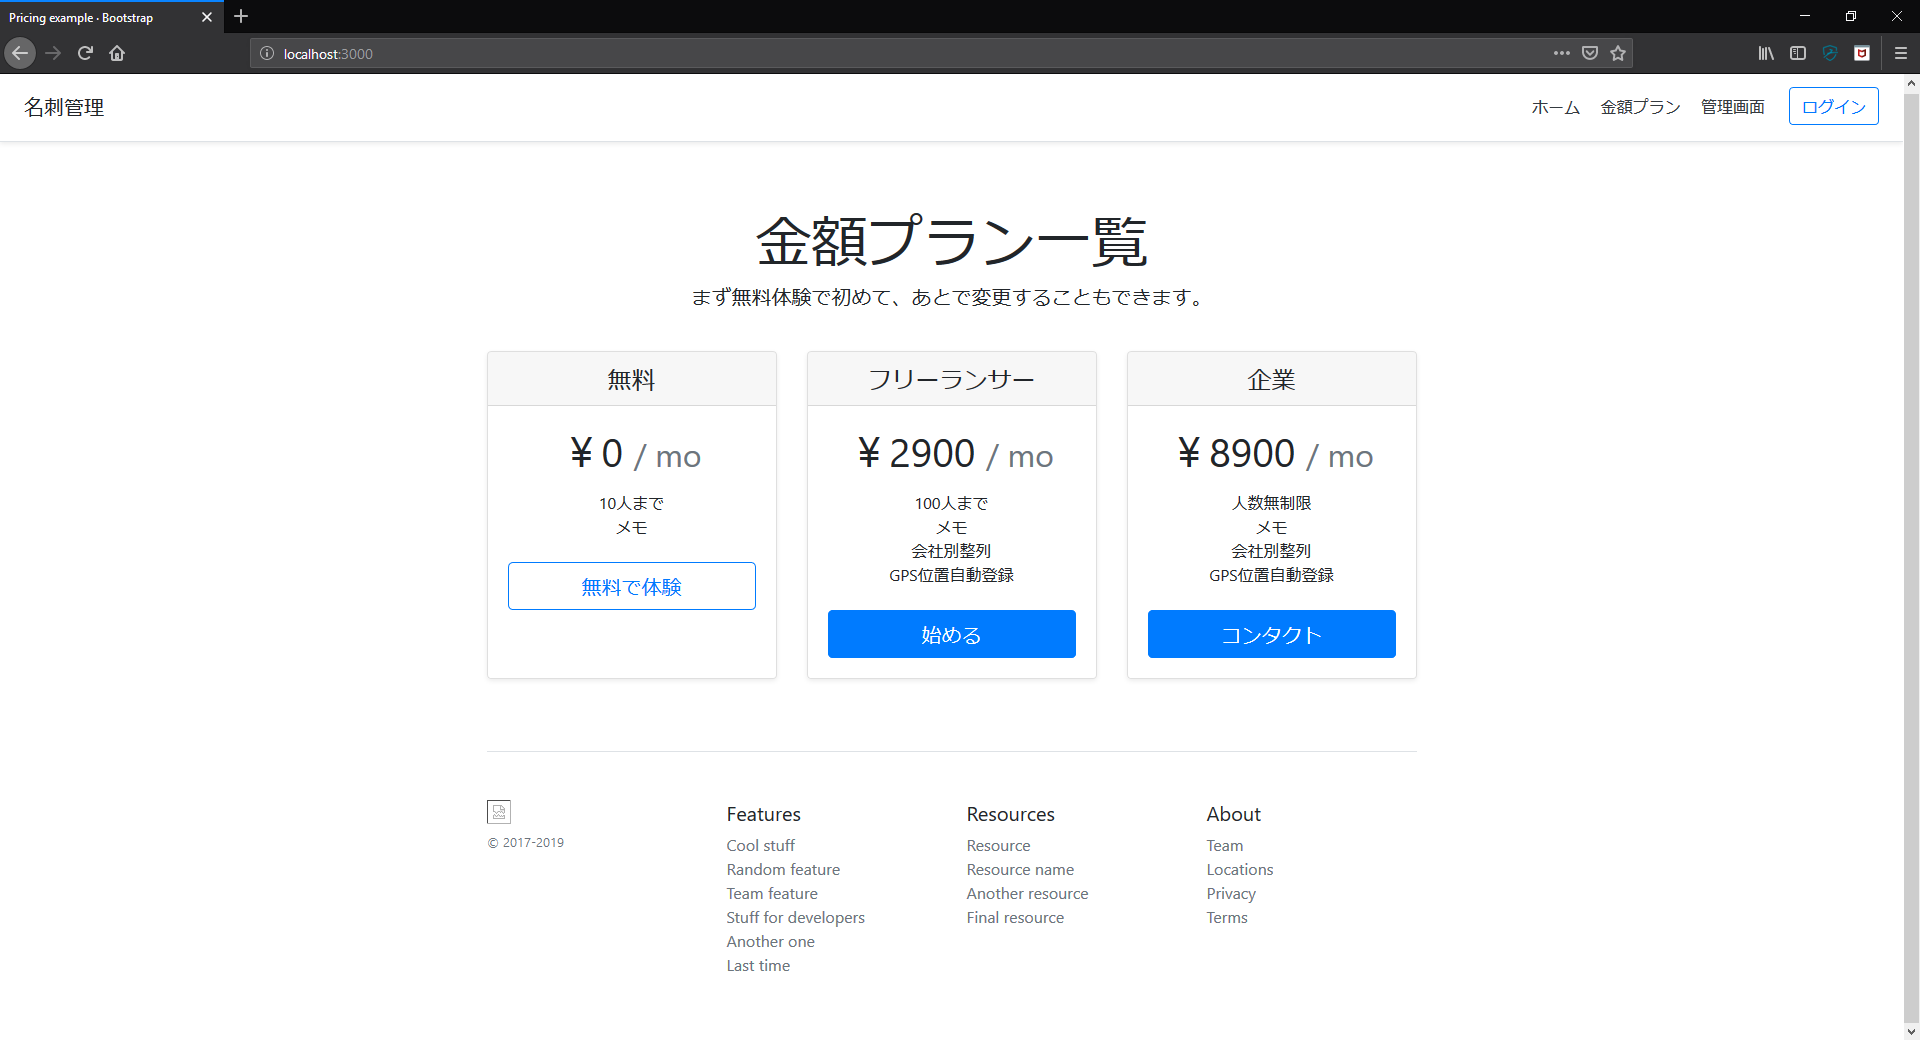 Pricing example · Bootstrap
localhost:3000
名刺管理
ホーム 金額プラン 管理画面 ログイン
金額プラン一覧
まず無料体験で初めて、あとで変更することもできます。
無料
¥ 0 / mo
10人まで
メモ
無料で体験
フリーランサー
¥ 2900 / mo
100人まで
メモ
会社別整列
GPS位置自動登録
始める
企業
¥ 8900 / mo
人数無制限
メモ
会社別整列
GPS位置自動登録
コンタクト
© 2017-2019
Features
Cool stuff
Random feature
Team feature
Stuff for developers
Another one
Last time
Resources
Resource
Resource name
Another resource
Final resource
About
Team
Locations
Privacy
Terms